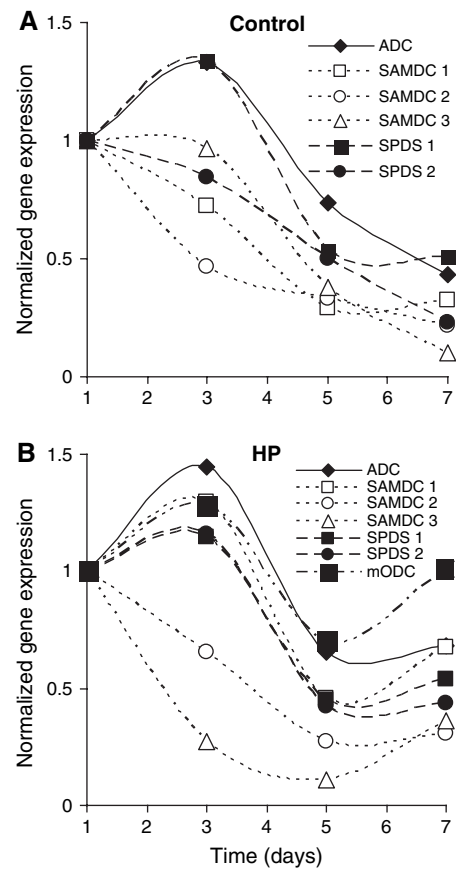 A
Control
1.5
1
0.5
0
Normalized gene expression
ADC
SAMDC 1
SAMDC 2
SAMDC 3
SPDS 1
SPDS 2
1 2 3 4 5 6 7
B
HP
1.5
1
0.5
0
Normalized gene expression
ADC
SAMDC 1
SAMDC 2
SAMDC 3
SPDS 1
SPDS 2
mODC
1 2 3 4 5 6 7
Time (days)